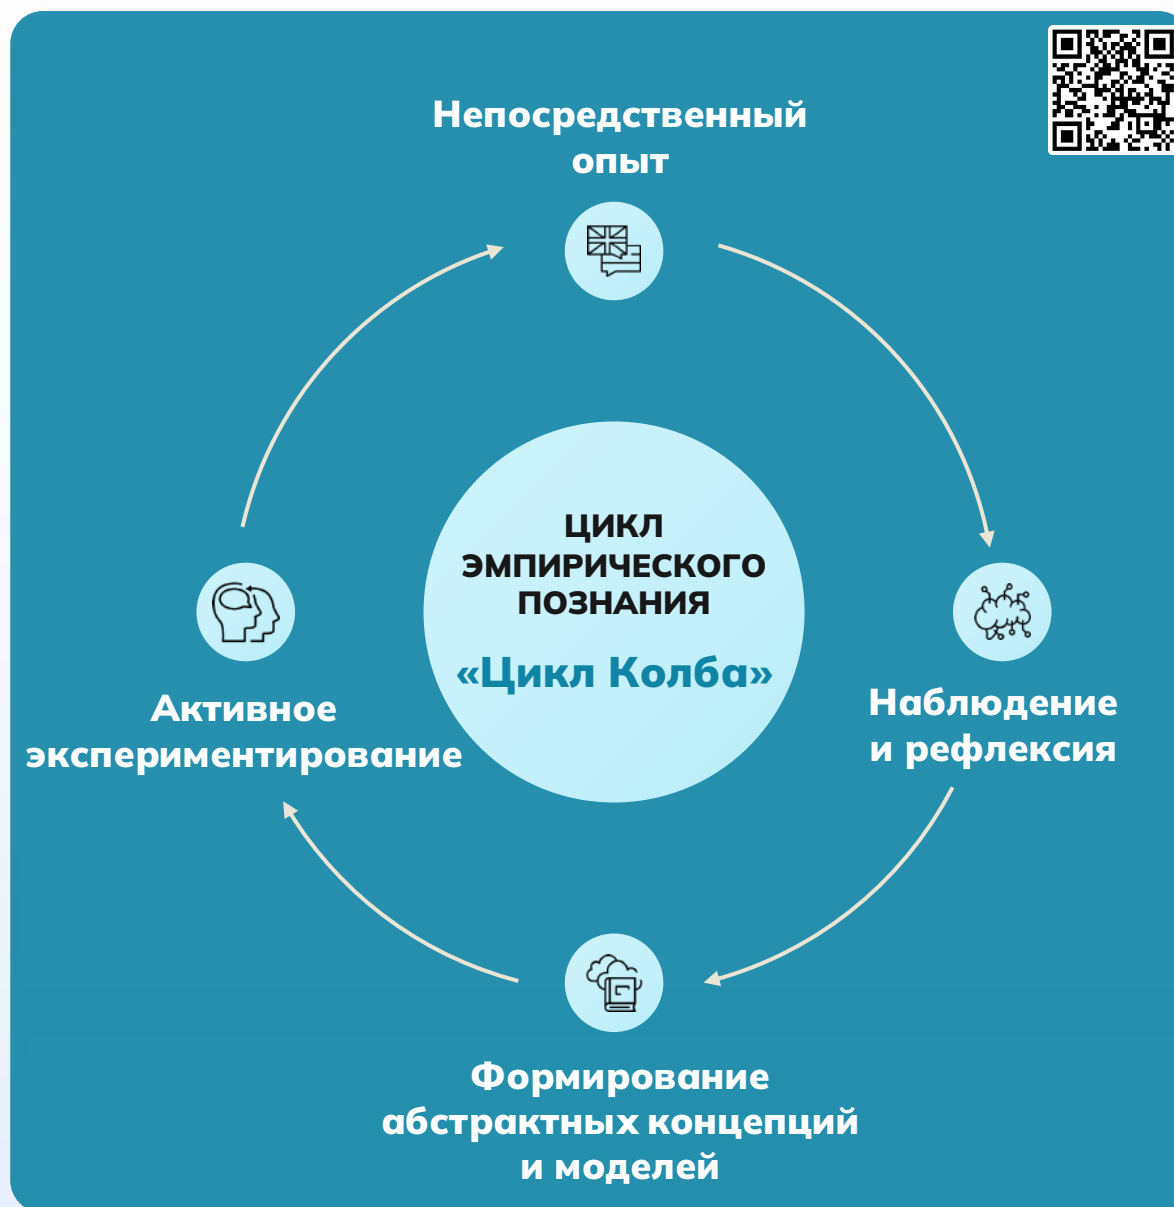 Непосредственный
опыт
ЦИКЛ
ЭМПИРИЧЕСКОГО
ПОЗНАНИЯ
«Цикл Колба»
Активное
экспериментирование
Наблюдение
и рефлексия
Формирование
абстрактных концепций
и моделей